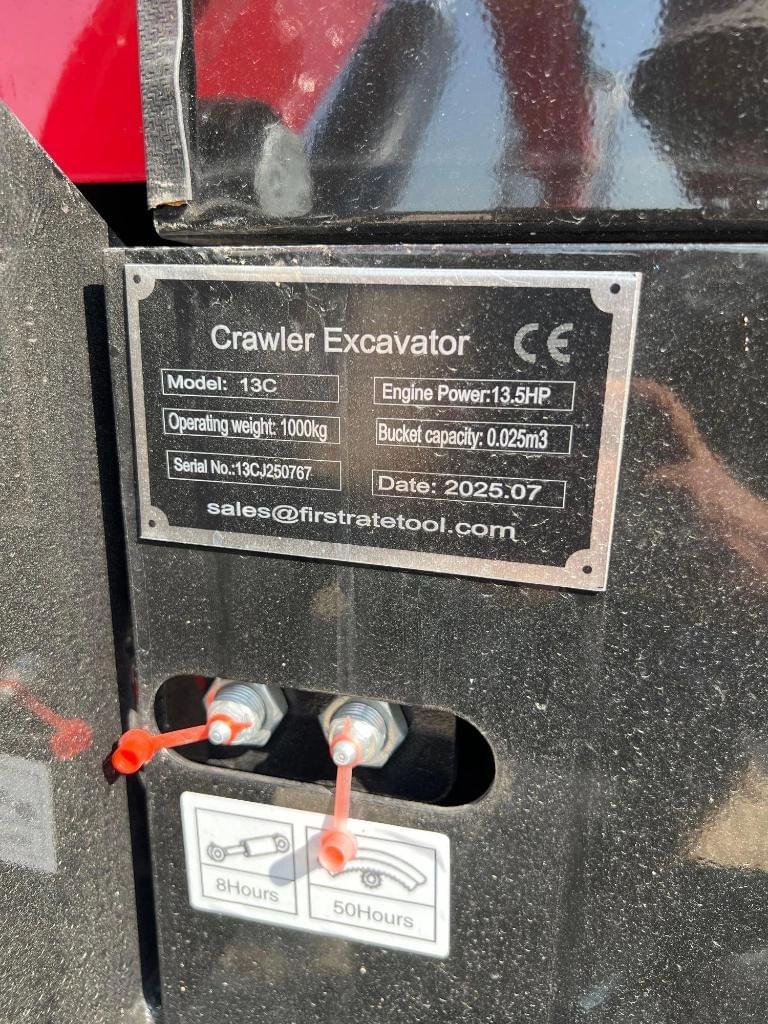 Crawler Excavator CE
Model: 13C
Engine Power:13.5HP
Operating weight: 1000kg
Bucket capacity: 0.025m3
Serial No.:13CJ250767
Date: 2025.07
sales@firstratetool.com
8Hours
50Hours